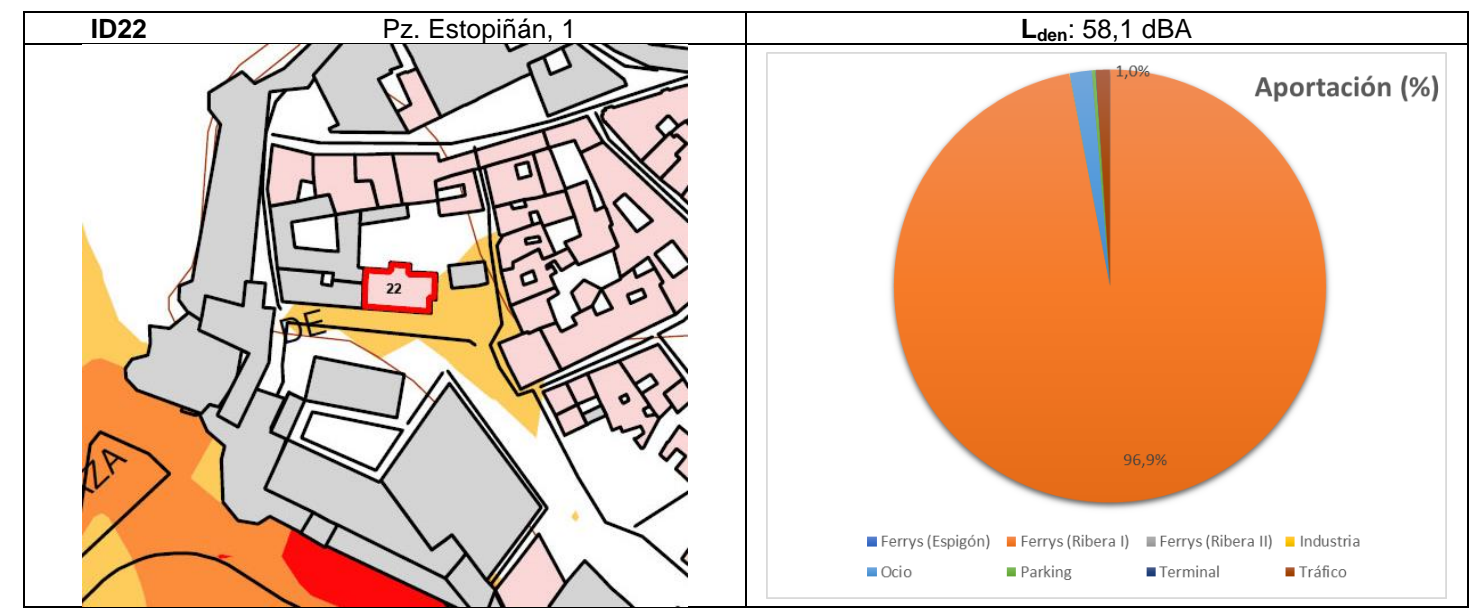 ID22 Pz. Estopiñán, 1
L_den: 58,1 dBA
22
DE
ZA
1,0%
Aportación (%)
96,9%
Ferrys (Espigón) Ferrys (Ribera I) Ferrys (Ribera II) Industria
Ocio Parking Terminal Tráfico